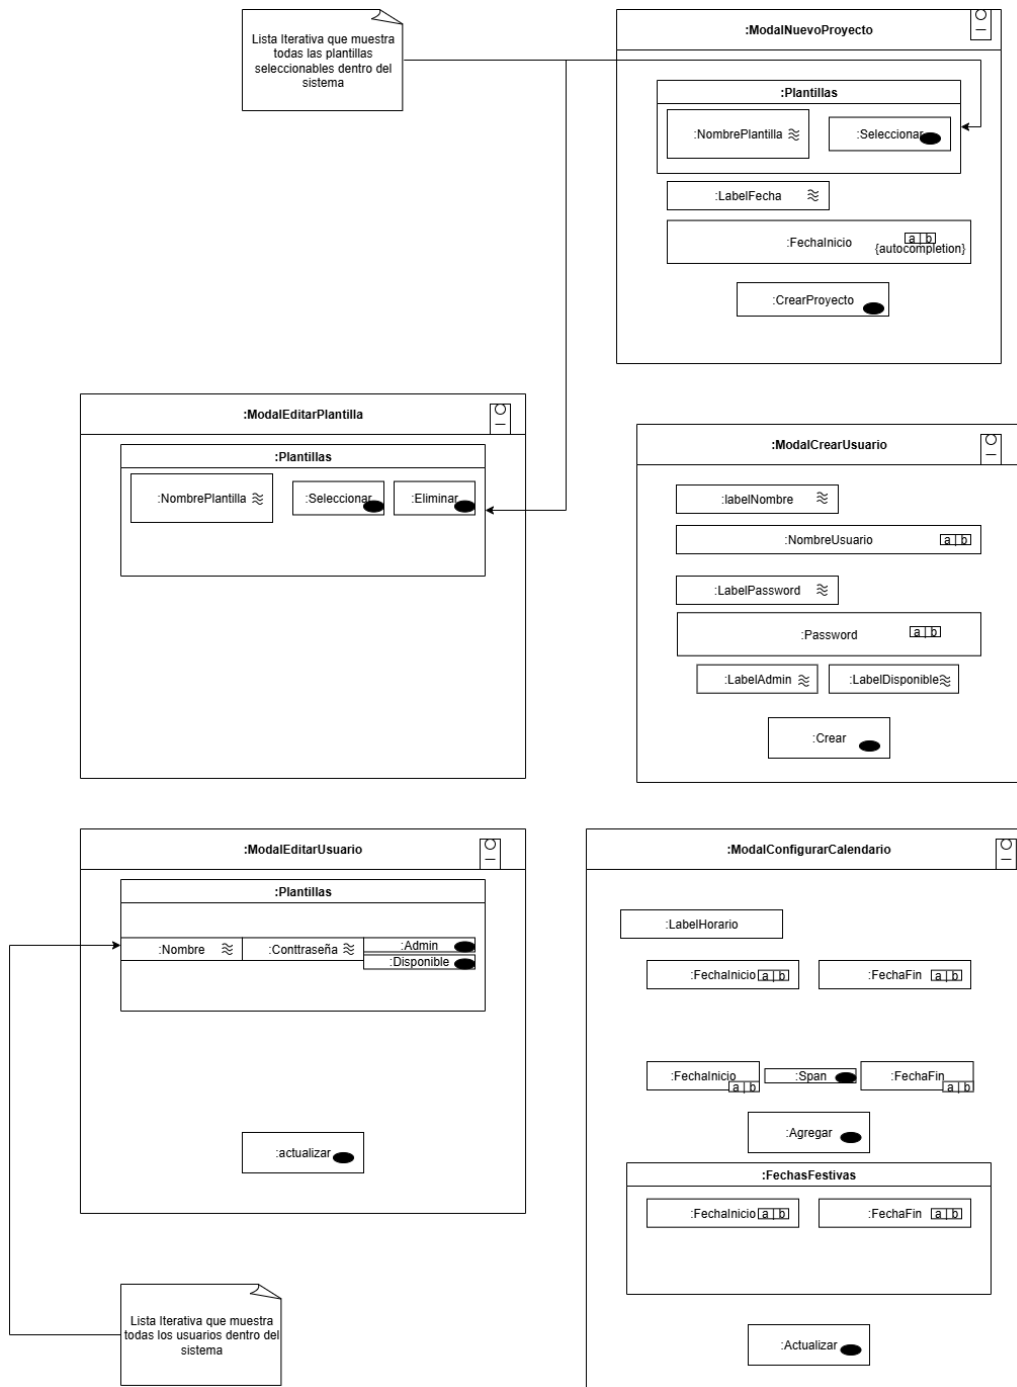 Lista Iterativa que muestra
todas las plantillas
seleccionables dentro del
sistema
:ModalNuevoProyecto
:Plantillas
:NombrePlantilla
:Seleccionar
:LabelFecha
:FechaInicio
a b
{autocompletion}
:CrearProyecto
:ModalEditarPlantilla
:Plantillas
:NombrePlantilla
:Seleccionar
:Eliminar
:ModalCrearUsuario
:labelNombre
:NombreUsuario
a b
:LabelPassword
:Password
a b
:LabelAdmin
:LabelDisponible
:Crear
:ModalEditarUsuario
:Plantillas
:Nombre
:Conttraseña
:Admin
:Disponible
:actualizar
Lista Iterativa que muestra
todas los usuarios dentro del
sistema
:ModalConfigurarCalendario
:LabelHorario
:FechaInicio a b
:FechaFin a b
:FechaInicio
a b
:Span
:FechaFin
a b
:Agregar
:FechasFestivas
:FechaInicio a b
:FechaFin a b
:Actualizar